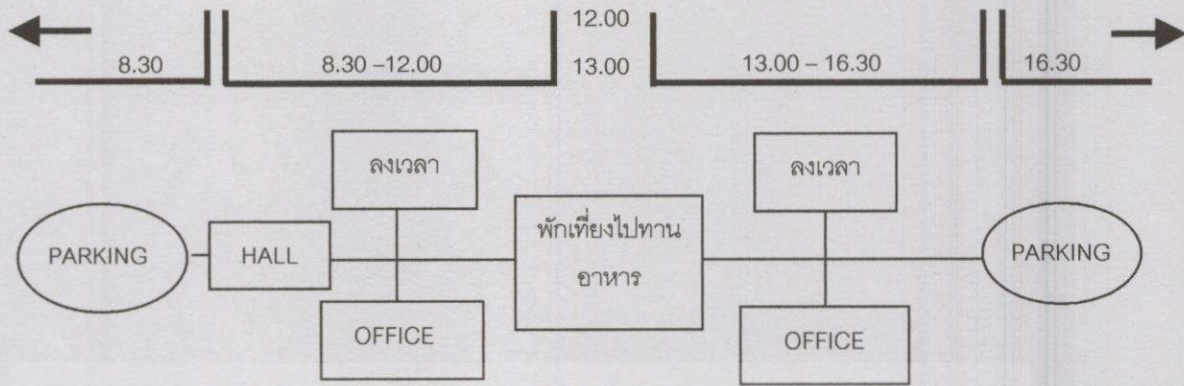 12.00
8.30 8.30 –12.00 13.00 13.00 – 16.30 16.30
ลงเวลา ลงเวลา
PARKING HALL พักเที่ยงไปทาน PARKING
อาหาร
OFFICE OFFICE